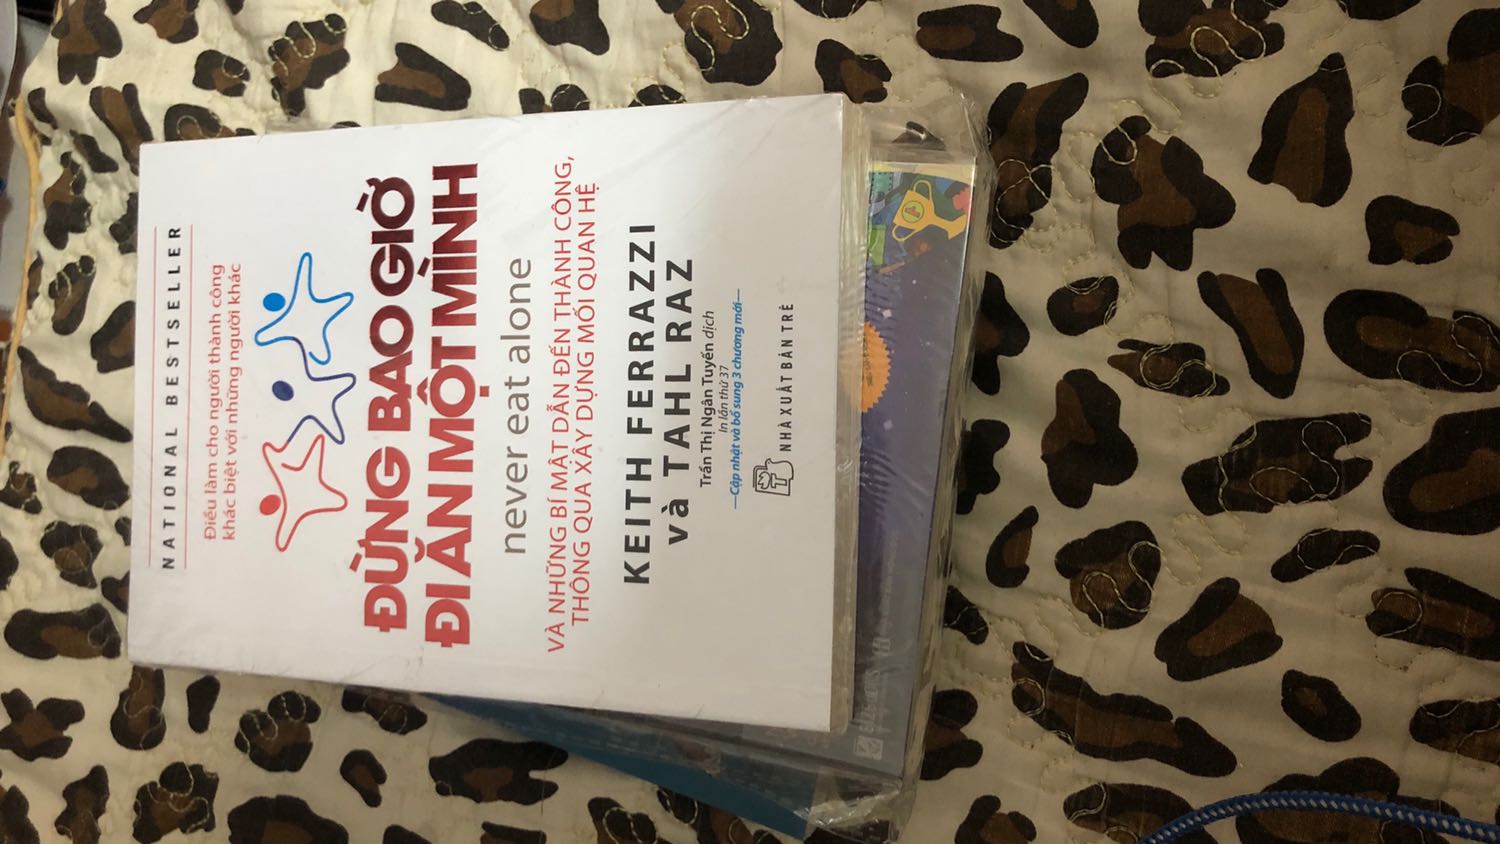 NATIONAL BESTSELLER
Điều làm cho người thành công
khác biệt với những người khác
ĐỪNG BAO GIỜ
ĐI ĂN MỘT MÌNH
never eat alone
VÀ NHỮNG BÍ MẬT DẪN ĐẾN THÀNH CÔNG,
THÔNG QUA XÂY DỰNG MỐI QUAN HỆ
KEITH FERRAZZI
và TAHL RAZ
Trần Thị Ngân Tuyến dịch
In lần thứ 37
—Cập nhật và bổ sung 3 chương mới—
NHÀ XUẤT BẢN TRẺ
1